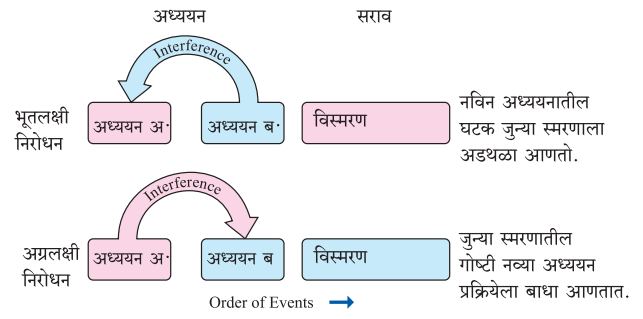 अध्ययन
सराव
Interference
भूतलक्षी
निरोधन
अध्ययन अ·
अध्ययन ब·
विस्मरण
नविन अध्ययनातील
घटक जुन्या स्मरणाला
अडथळा आणतो.
Interference
अग्रलक्षी
निरोधन
अध्ययन अ·
अध्ययन ब
विस्मरण
जुन्या स्मरणातील
गोष्टी नव्या अध्ययन
प्रक्रियेला बाधा आणतात.
Order of Events